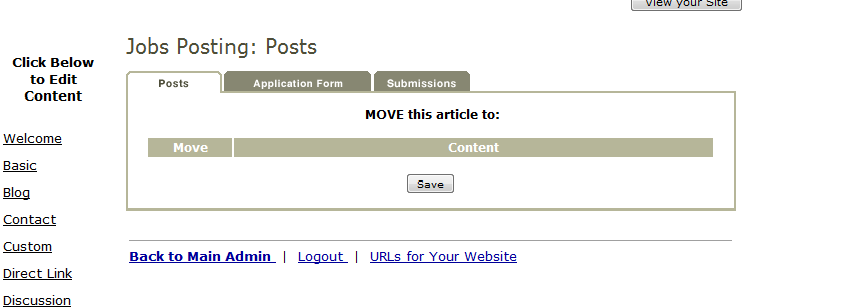 View your Site
Jobs Posting: Posts
Click Below
to Edit
Content
Posts
Application Form
Submissions
MOVE this article to:
Move
Content
Save
Welcome
Basic
Blog
Contact
Custom
Direct Link
Discussion
Back to Main Admin | Logout | URLs for Your Website